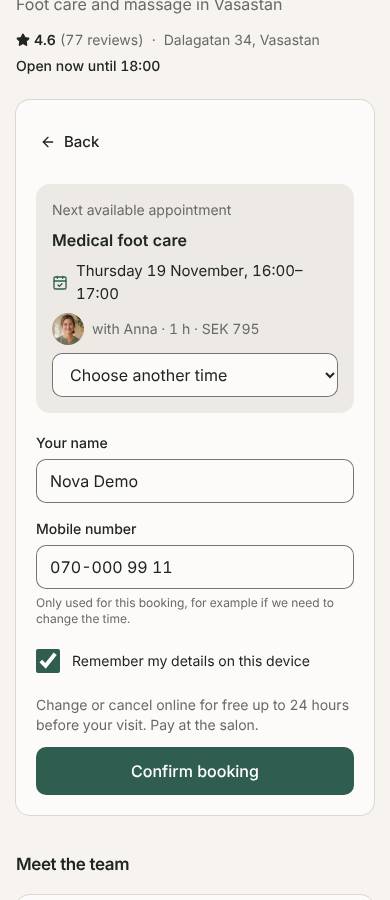 Foot care and massage in Vasastan
4.6 (77 reviews) · Dalagatan 34, Vasastan
Open now until 18:00
Back
Next available appointment
Medical foot care
Thursday 19 November, 16:00–
17:00
with Anna · 1 h · SEK 795
Choose another time
Your name
Nova Demo
Mobile number
070-000 99 11
Only used for this booking, for example if we need to
change the time.
Remember my details on this device
Change or cancel online for free up to 24 hours
before your visit. Pay at the salon.
Confirm booking
Meet the team